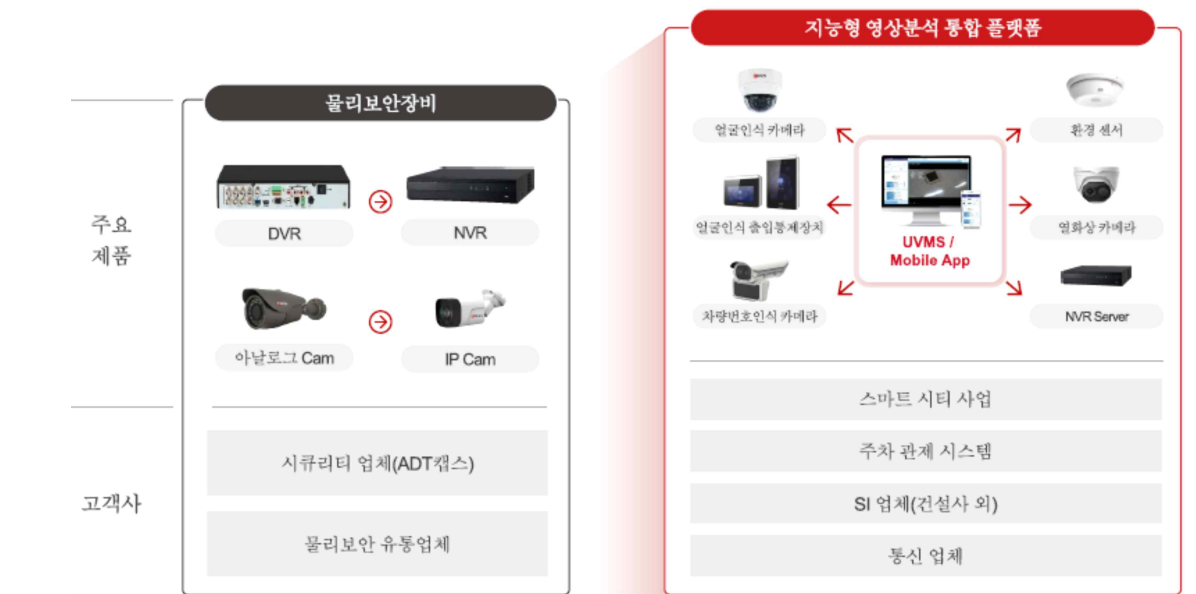 지능형 영상분석 통합 플랫폼
물리보안장비
주요
제품
DVR
NVR
아날로그 Cam
IP Cam
얼굴인식 카메라
환경 센서
얼굴인식 출입통제장치
UVMS /
Mobile App
열화상 카메라
차량번호인식 카메라
NVR Server
고객사
시큐리티 업체(ADT캡스)
물리보안 유통업체
스마트 시티 사업
주차 관제 시스템
SI 업체(건설사 외)
통신 업체